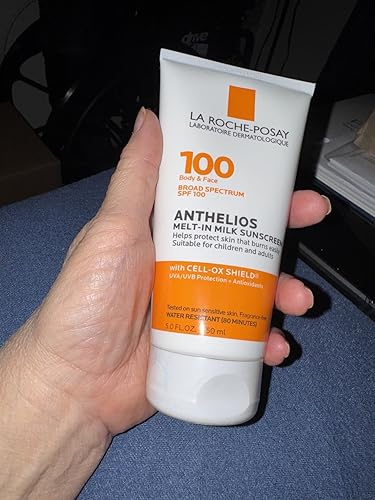 LA ROCHE-POSAY
LABORATOIRE DERMATOLOGIQUE
100
Body & Face
BROAD SPECTRUM
SPF 100
ANTHELIOS
MELT-IN MILK SUNSCREEN
Helps protect skin that burns easily
Suitable for children and adults
with CELL-OX SHIELD®
UVA/UVB Protection + Antioxidants
Tested on sun sensitive skin, Fragrance-free
WATER RESISTANT (80 MINUTES)
5.0 FL.OZ. ml